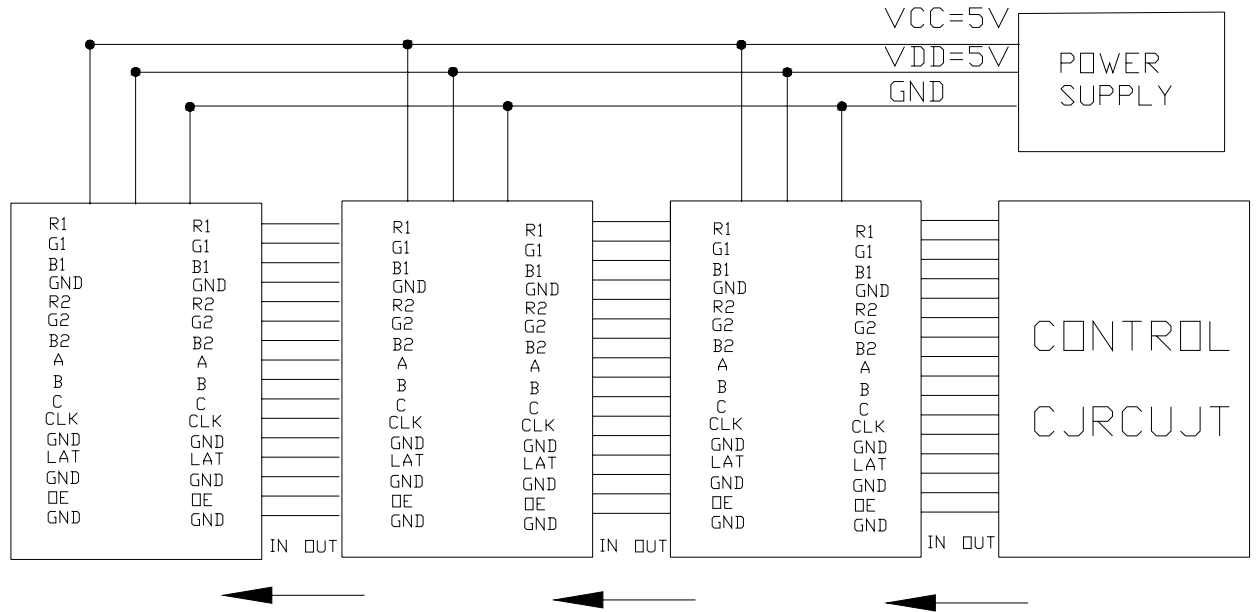 VCC=5V
VDD=5V
GND
POWER
SUPPLY
R1
G1
B1
GND
R2
G2
B2
A
B
C
CLK
GND
LAT
GND
OE
GND
R1
G1
B1
GND
R2
G2
B2
A
B
C
CLK
GND
LAT
GND
OE
GND
IN OUT
R1
G1
B1
GND
R2
G2
B2
A
B
C
CLK
GND
LAT
GND
OE
GND
R1
G1
B1
GND
R2
G2
B2
A
B
C
CLK
GND
LAT
GND
OE
GND
IN OUT
R1
G1
B1
GND
R2
G2
B2
A
B
C
CLK
GND
LAT
GND
OE
GND
R1
G1
B1
GND
R2
G2
B2
A
B
C
CLK
GND
LAT
GND
OE
GND
IN OUT
CONTROL
CJRCUJT